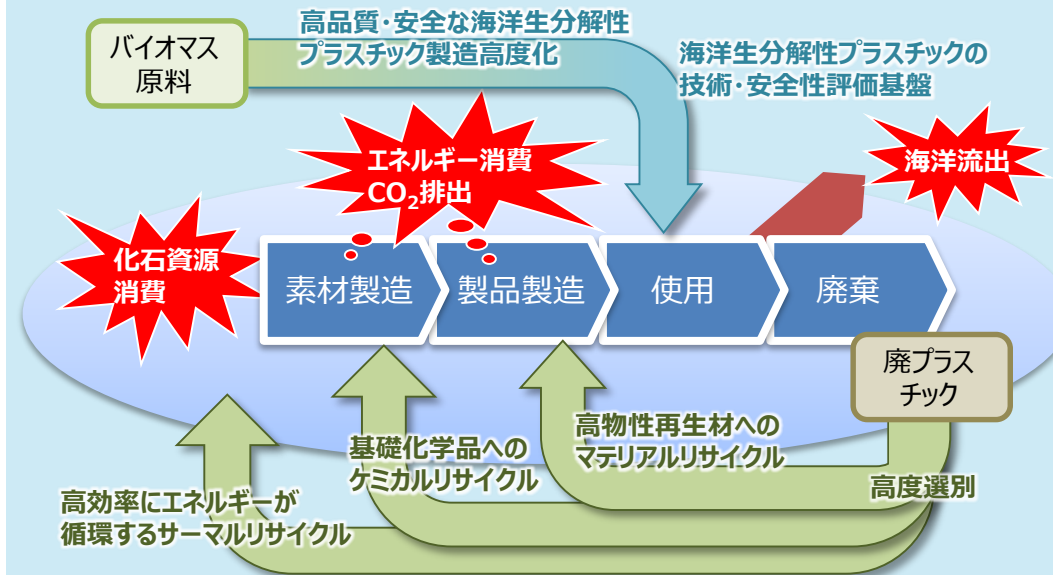 バイオマス
原料
高品質・安全な海洋生分解性
プラスチック製造高度化
海洋生分解性プラスチックの
技術・安全性評価基盤
エネルギー消費
CO₂排出
海洋流出
化石資源
消費
素材製造
製品製造
使用
廃棄
廃プラス
チック
高物性再生材への
マテリアルリサイクル
基礎化学品への
ケミカルリサイクル
高度選別
高効率にエネルギーが
循環するサーマルリサイクル